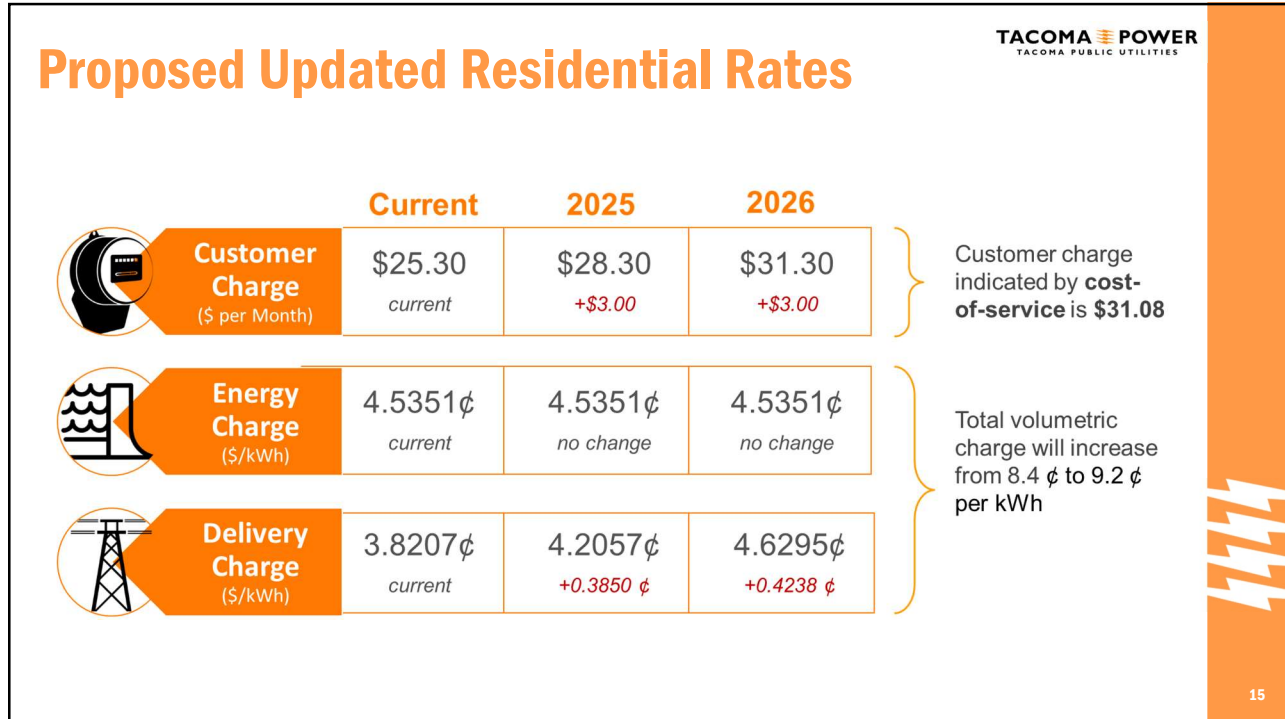 TACOMA POWER
TACOMA PUBLIC UTILITIES
Proposed Updated Residential Rates
Current 2025 2026
Customer
Charge
($ per Month)
$25.30 $28.30 $31.30
current +$3.00 +$3.00
Customer charge
indicated by cost-
of-service is $31.08
Energy
Charge
($/kWh)
4.5351¢ 4.5351¢ 4.5351¢
current no change no change
Delivery
Charge
($/kWh)
3.8207¢ 4.2057¢ 4.6295¢
current +0.3850 ¢ +0.4238 ¢
Total volumetric
charge will increase
from 8.4 ¢ to 9.2 ¢
per kWh
15